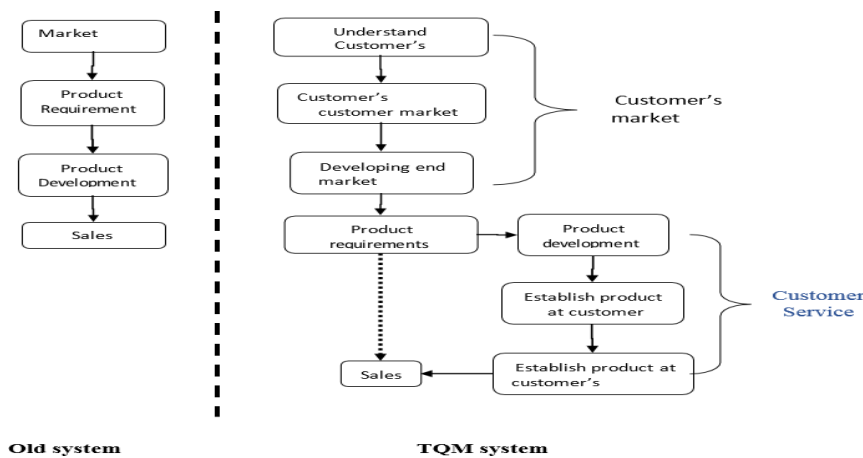 Market
Product
Requirement
Product
Development
Sales
Understand
Customer's
Customer's
customer market
Developing end
market
Customer's
market
Product
requirements
Product
development
Establish product
at customer
Establish product at
customer's
Sales
Customer
Service
Old system
TQM system